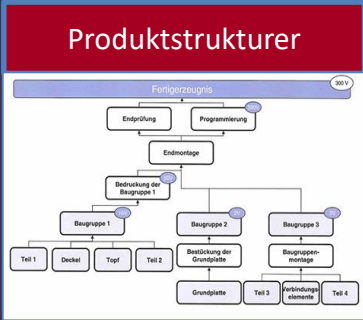 Produktstrukturer
300 V
Fertigerzeugnis
Endprüfung
Programmierung
Endmontage
Bedruckung der
Baugruppe 1
Baugruppe 1
Baugruppe 2
Baugruppe 3
Teil 1
Deckel
Topf
Teil 2
Bestückung der
Grundplatte
Baugruppen-
montage
Grundplatte
Teil 3
Verbindungs-
elemente
Teil 4